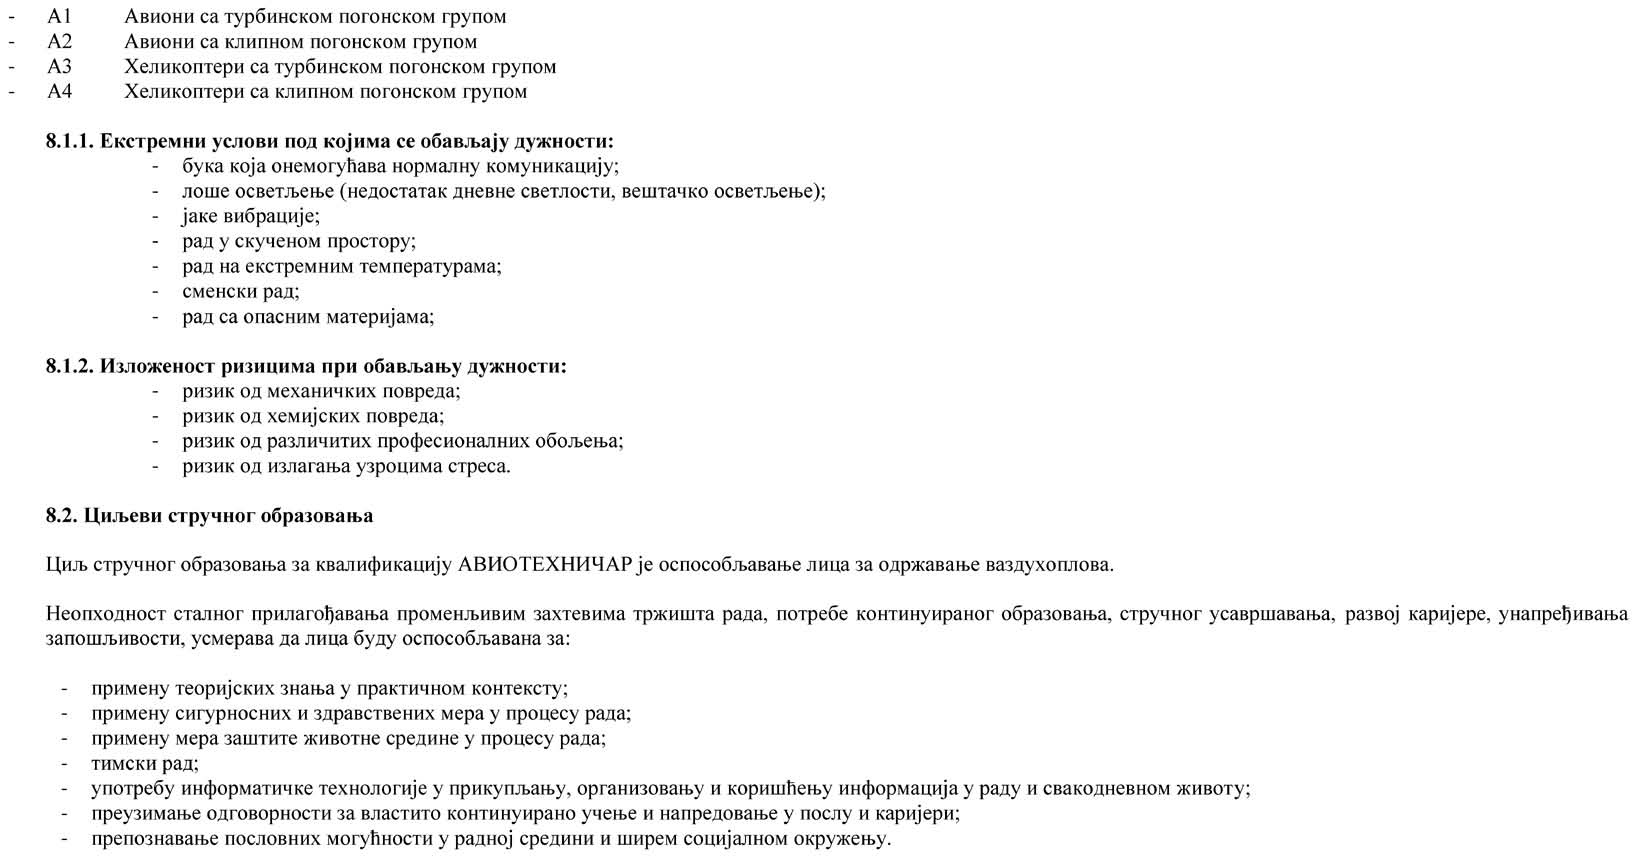 - А1 Авиони са турбинском погонском групом
- А2 Авиони са клипном погонском групом
- А3 Хеликоптери са турбинском погонском групом
- А4 Хеликоптери са клипном погонском групом
8.1.1. Екстремни услови под којима се обављају дужности:
- бука која онемогућава нормалну комуникацију;
- лоше осветљење (недостатак дневне светлости, вештачко осветљење);
- јаке вибрације;
- рад у скученом простору;
- рад на екстремним температурама;
- сменски рад;
- рад са опасним материјама;
8.1.2. Изложеност ризицима при обављању дужности:
- ризик од механичких повреда;
- ризик од хемијских повреда;
- ризик од различитих професионалних обољења;
- ризик од излагања узроцима стреса.
8.2. Циљеви стручног образовања
Циљ стручног образовања за квалификацију АВИОТЕХНИЧАР је оспособљавање лица за одржавање ваздухоплова.
Неопходност сталног прилагођавања променљивим захтевима тржишта рада, потребе континуираног образовања, стручног усавршавања, развој каријере, унапређивања
запошљивости, усмерава да лица буду оспособљавана за:
- примену теоријских знања у практичном контексту;
- примену сигурносних и здравствених мера у процесу рада;
- примену мера заштите животне средине у процесу рада;
- тимски рад;
- употребу информатичке технологије у прикупљању, организовању и коришћењу информација у раду и свакодневном животу;
- преузимање одговорности за властито континуирано учење и напредовање у послу и каријери;
- препознавање пословних могућности у радној средини и ширем социјалном окружењу.